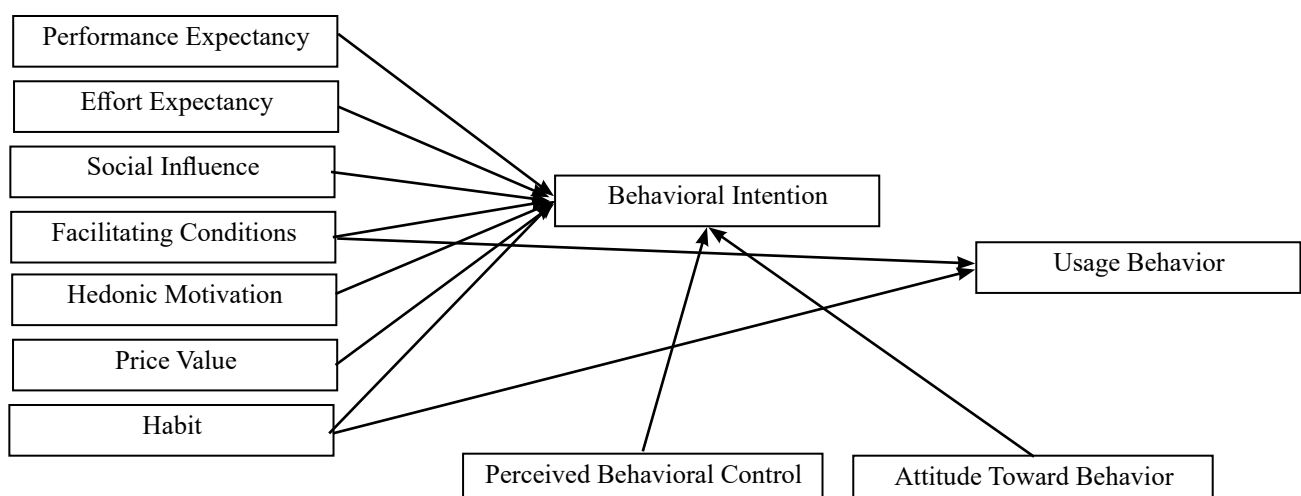 Performance Expectancy
Effort Expectancy
Social Influence
Facilitating Conditions
Hedonic Motivation
Price Value
Habit
Behavioral Intention
Usage Behavior
Perceived Behavioral Control
Attitude Toward Behavior